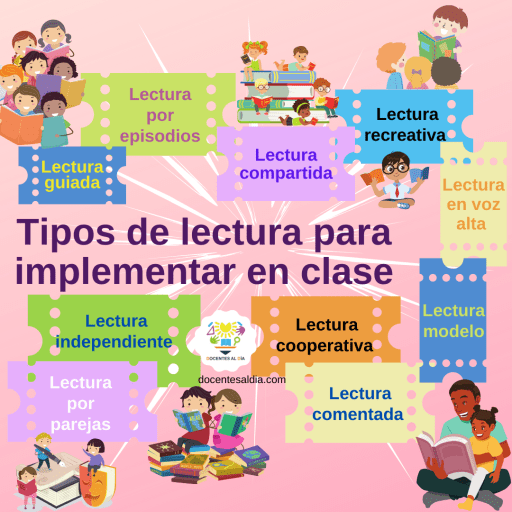 Lectura
por
episodios
Lectura
recreativa
Lectura
compartida
Lectura
guiada
Lectura
en voz
alta
Tipos de lectura para
implementar en clase
Lectura
modelo
Lectura
independiente
Lectura
cooperativa
DOCENTES AL DÍA
docentesaldia.com
Lectura
por
parejas
Lectura
comentada